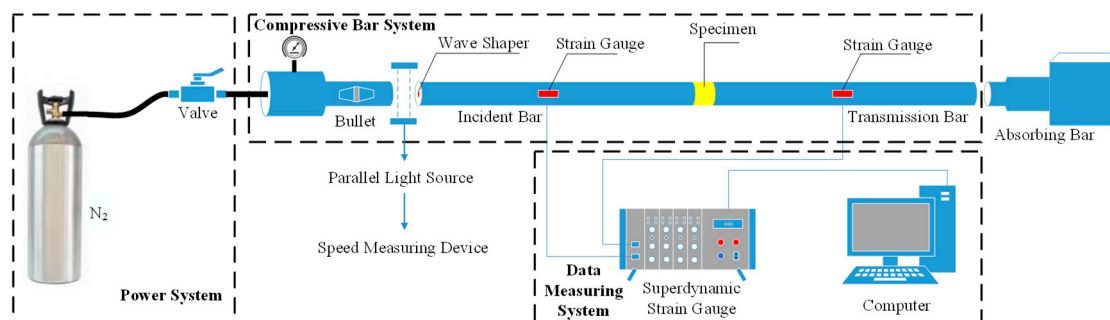 Compressive Bar System
Wave Shaper
Strain Gauge
Specimen
Strain Gauge
Valve
Bullet
Incident Bar
Transmission Bar
Absorbing Bar
Parallel Light Source
Speed Measuring Device
N2
Power System
Data
Measuring
System
Superdynamic
Strain Gauge
Computer